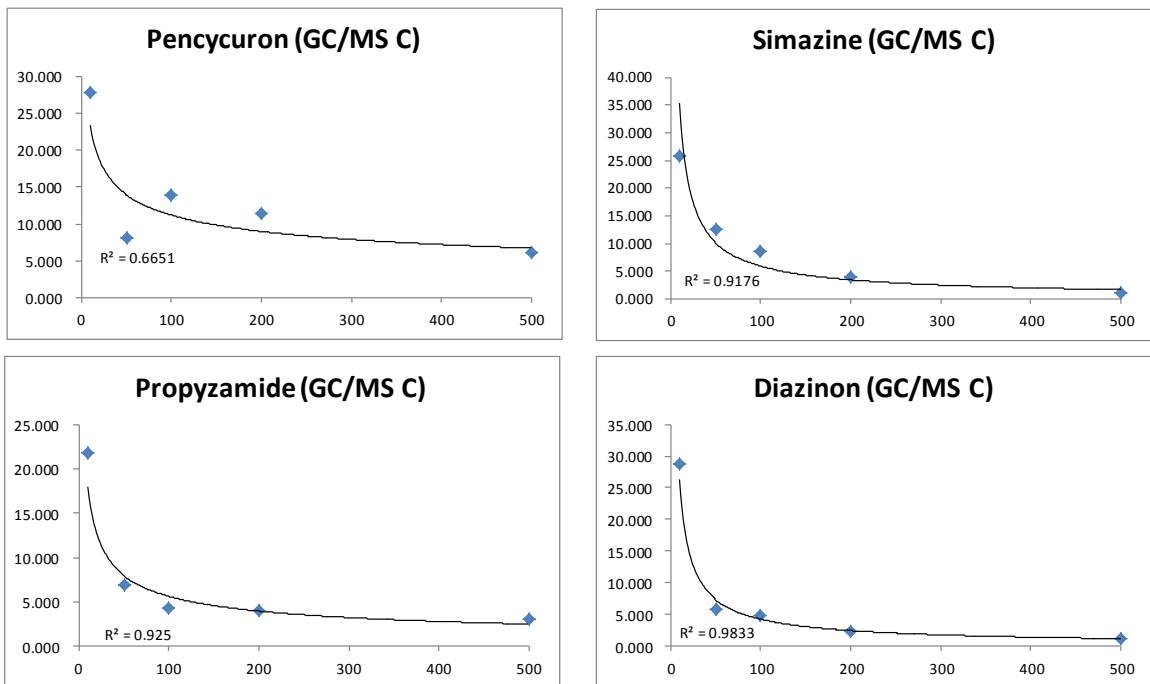 Pencycuron (GC/MS C)
30.000
25.000
20.000
15.000
10.000
5.000
0.000
R² = 0.6651
0 100 200 300 400 500
Simazine (GC/MS C)
40.000
35.000
30.000
25.000
20.000
15.000
10.000
5.000
0.000
R² = 0.9176
0 100 200 300 400 500
Propyzamide (GC/MS C)
25.000
20.000
15.000
10.000
5.000
0.000
R² = 0.925
0 100 200 300 400 500
Diazinon (GC/MS C)
35.000
30.000
25.000
20.000
15.000
10.000
5.000
0.000
R² = 0.9833
0 100 200 300 400 500